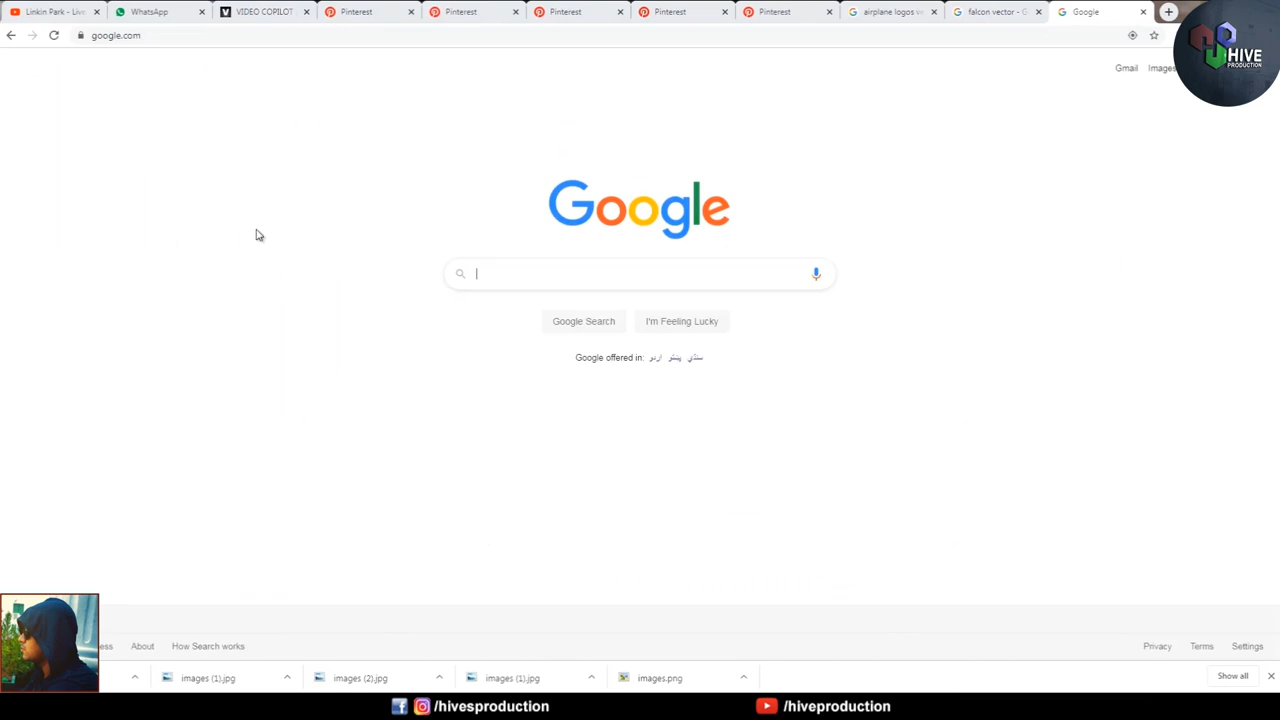 Linkin Park - Live
WhatsApp
VIDEO COPILOT
Pinterest
Pinterest
Pinterest
Pinterest
Pinterest
airplane logos ve
falcon vector - G
Google
google.com
HIVE
PRODUCTION
Gmail
Images
Google
Google Search
I'm Feeling Lucky
Google offered in: اردو پښتو سنڌي
ess
About
How Search works
Privacy
Terms
Settings
images (1).jpg
images (2).jpg
images (1).jpg
images.png
Show all
/hivesproduction
/hiveproduction